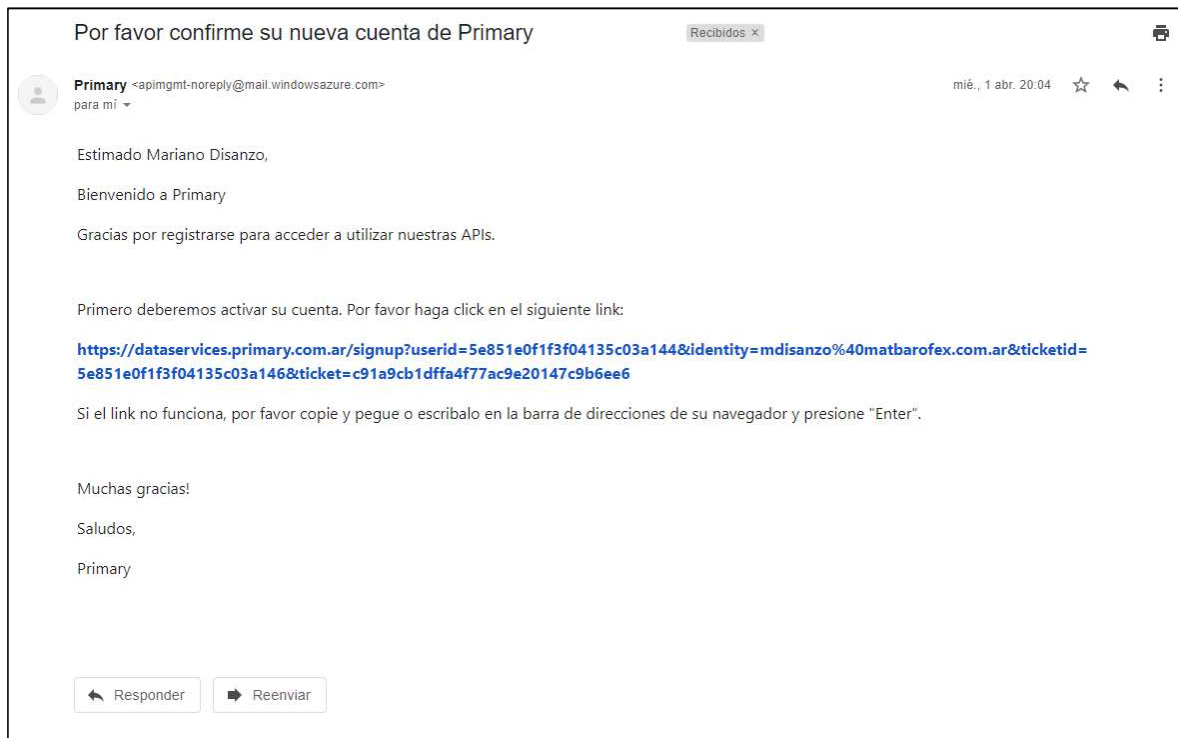 Por favor confirme su nueva cuenta de Primary
Recibidos ×
Primary <apimgmt-noreply@mail.windowsazure.com>
mié., 1 abr. 20:04
para mí
Estimado Mariano Disanzo,
Bienvenido a Primary
Gracias por registrarse para acceder a utilizar nuestras APIs.
Primero deberemos activar su cuenta. Por favor haga click en el siguiente link:
https://dataservices.primary.com.ar/signup?userid=5e851e0f1f3f04135c03a144&identity=mdisanzo%40matbarofex.com.ar&ticketid=
5e851e0f1f3f04135c03a146&ticket=c91a9cb1dffa4f77ac9e20147c9b6ee6
Si el link no funciona, por favor copie y pegue o escribalo en la barra de direcciones de su navegador y presione "Enter".
Muchas gracias!
Saludos,
Primary
Responder
Reenviar